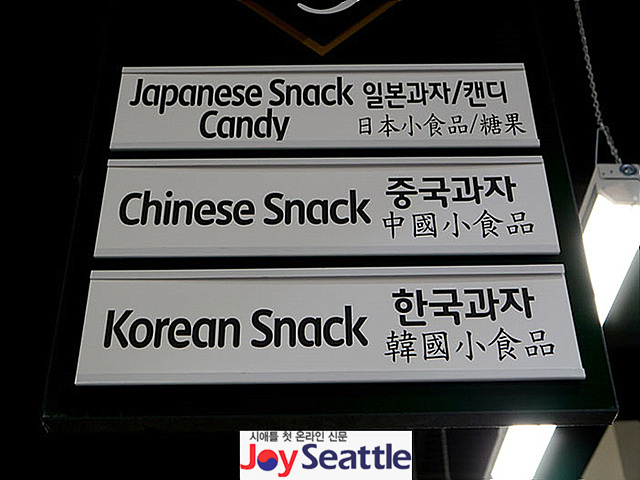 Japanese Snack 일본과자/캔디
Candy 日本小食品/糖果
Chinese Snack 중국과자
中國小食品
Korean Snack 한국과자
韓國小食品
시애틀 첫 온라인 신문
JoySeattle